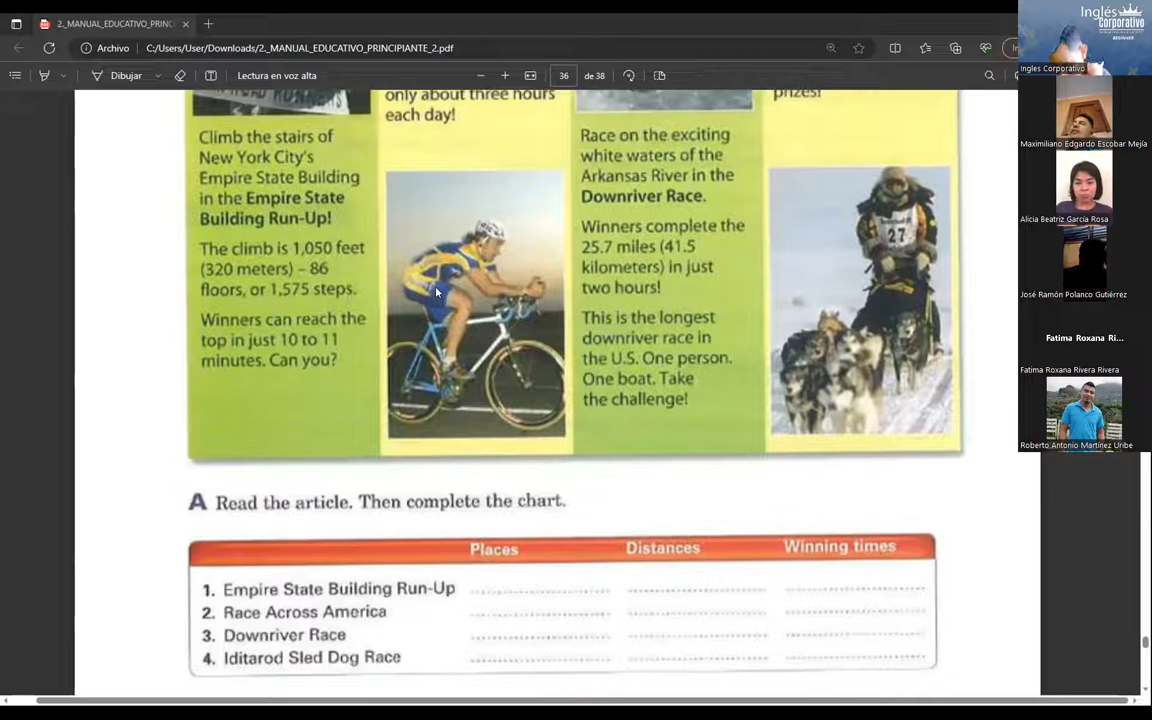 2._MANUAL_EDUCATIVO_PRINC
Inglés
Corporativo
BEGINNER
Archivo
C:/Users/User/Downloads/2._MANUAL_EDUCATIVO_PRINCIPIANTE_2.pdf
Ingles Corporativo
Dibujar
Lectura en voz alta
36
de 38
only about three hours
each day!
prizes!
Climb the stairs of
New York City's
Empire State Building
in the Empire State
Building Run-Up!
The climb is 1,050 feet
(320 meters) – 86
floors, or 1,575 steps.
Winners can reach the
top in just 10 to 11
minutes. Can you?
Race on the exciting
white waters of the
Arkansas River in the
Downriver Race.
Winners complete the
25.7 miles (41.5
kilometers) in just
two hours!
This is the longest
downriver race in
the U.S. One person.
One boat. Take
the challenge!
27
Maximiliano Edgardo Escobar Mejía
Alicia Beatriz García Rosa
José Ramón Polanco Gutiérrez
Fatima Roxana Ri...
Fatima Roxana Rivera Rivera
Roberto Antonio Martínez Uribe
A Read the article. Then complete the chart.
Places Distances Winning times
1. Empire State Building Run-Up
2. Race Across America
3. Downriver Race
4. Iditarod Sled Dog Race